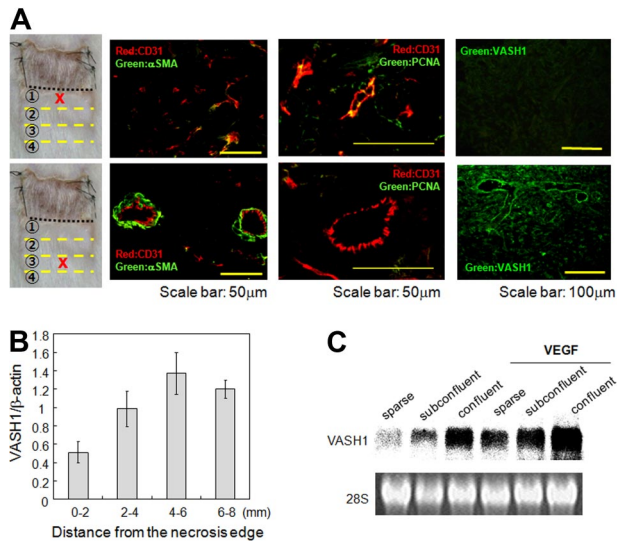 A
Red:CD31
Green:αSMA
Red:CD31
Green:PCNA
Green:VASH1
①
X
②
③
④
①
②
③
X
④
Red:CD31
Green:αSMA
Red:CD31
Green:PCNA
Green:VASH1
Scale bar: 50μm
Scale bar: 50μm
Scale bar: 100μm
B
VASH1/β-actin
1.8
1.6
1.4
1.2
1
0.8
0.6
0.4
0.2
0
0-2
2-4
4-6
6-8
(mm)
Distance from the necrosis edge
C
VEGF
sparse
subconfluent
confluent
sparse
subconfluent
confluent
VASH1
28S